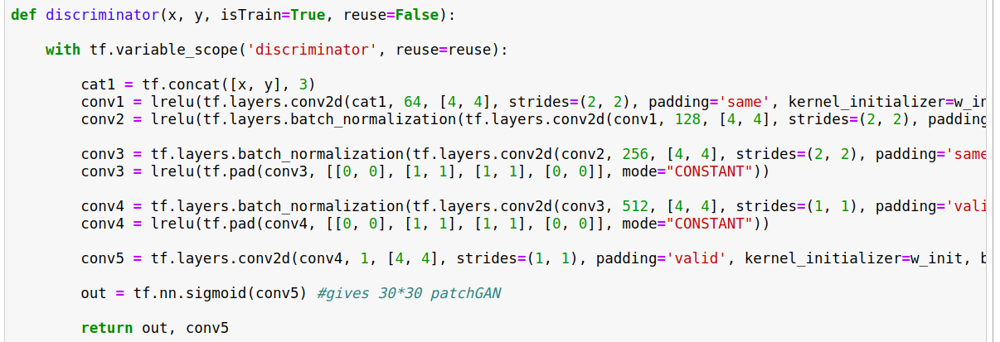 def discriminator(x, y, isTrain=True, reuse=False):
with tf.variable_scope('discriminator', reuse=reuse):
cat1 = tf.concat([x, y], 3)
conv1 = lrelu(tf.layers.conv2d(cat1, 64, [4, 4], strides=(2, 2), padding='same', kernel_initializer=w_in
conv2 = lrelu(tf.layers.batch_normalization(tf.layers.conv2d(conv1, 128, [4, 4], strides=(2, 2), padding
conv3 = tf.layers.batch_normalization(tf.layers.conv2d(conv2, 256, [4, 4], strides=(2, 2), padding='same
conv3 = lrelu(tf.pad(conv3, [[0, 0], [1, 1], [1, 1], [0, 0]], mode="CONSTANT"))
conv4 = tf.layers.batch_normalization(tf.layers.conv2d(conv3, 512, [4, 4], strides=(1, 1), padding='vali
conv4 = lrelu(tf.pad(conv4, [[0, 0], [1, 1], [1, 1], [0, 0]], mode="CONSTANT"))
conv5 = tf.layers.conv2d(conv4, 1, [4, 4], strides=(1, 1), padding='valid', kernel_initializer=w_init, b
out = tf.nn.sigmoid(conv5) #gives 30*30 patchGAN
return out, conv5